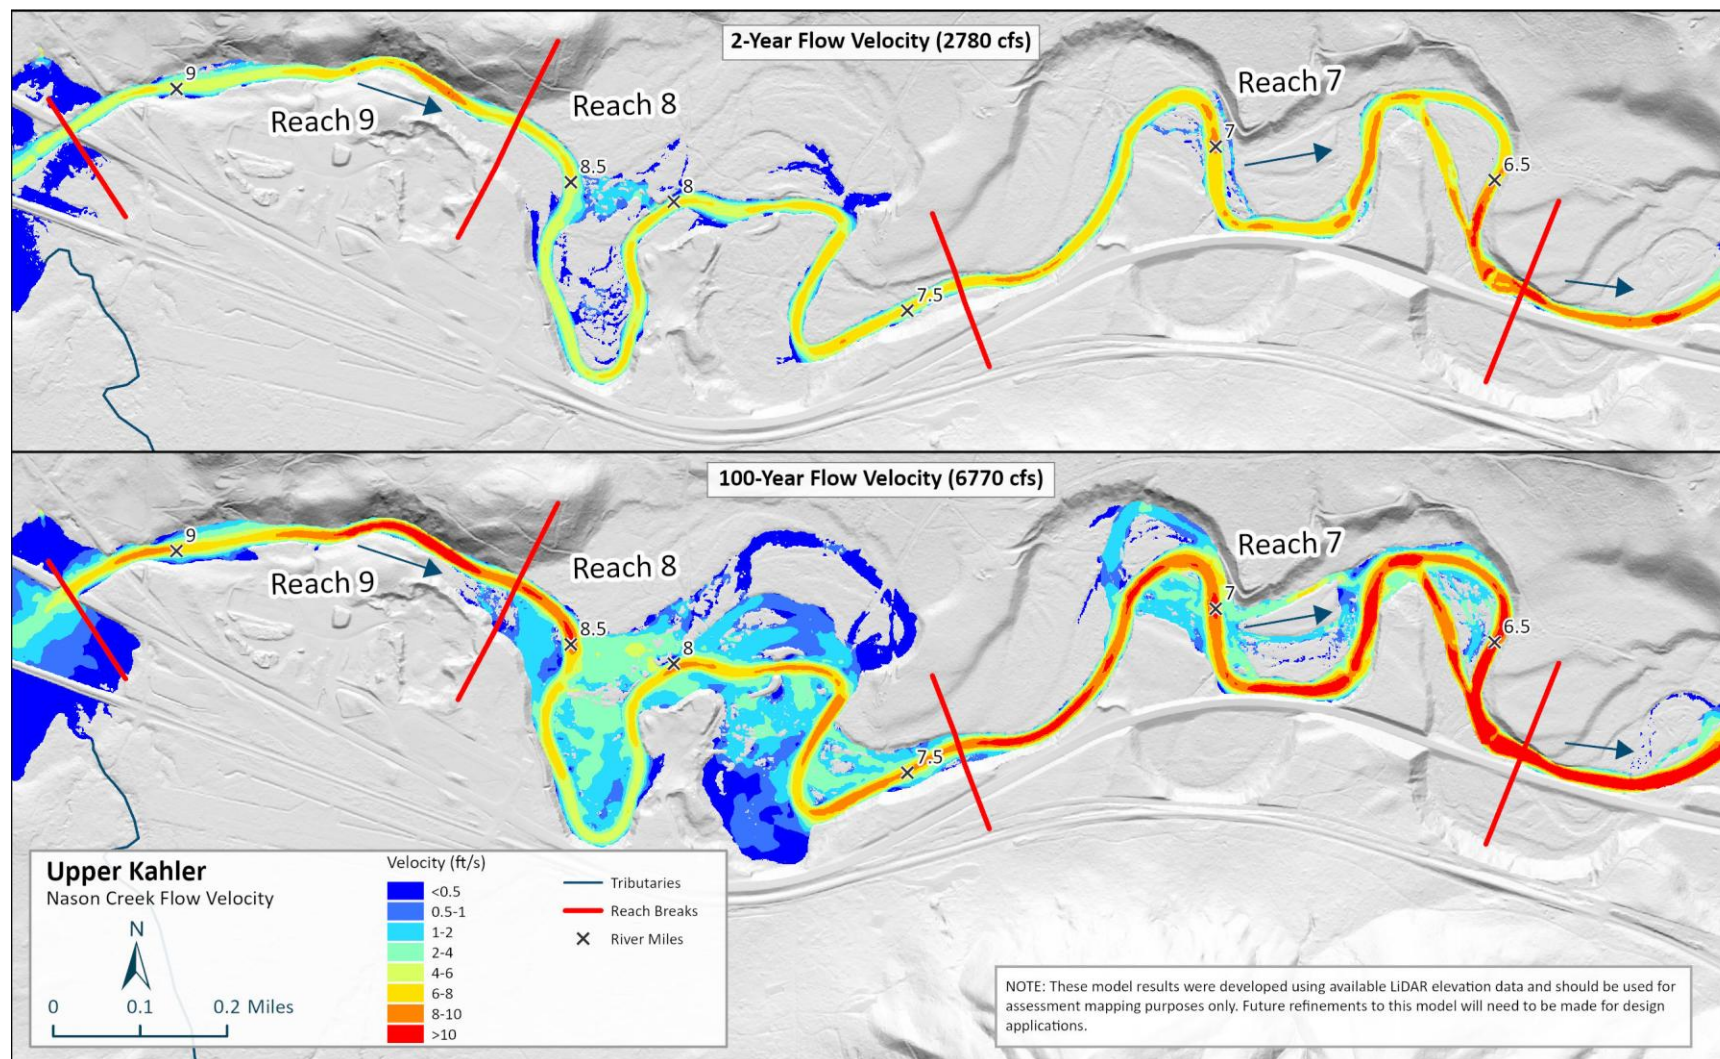 2-Year Flow Velocity (2780 cfs)
9
Reach 9
Reach 8
8.5
8
7.5
Reach 7
7
6.5
100-Year Flow Velocity (6770 cfs)
9
Reach 9
Reach 8
8.5
8
7.5
Reach 7
7
6.5
Upper Kahler
Nason Creek Flow Velocity
N
0 0.1 0.2 Miles
Velocity (ft/s)
<0.5
0.5-1
1-2
2-4
4-6
6-8
8-10
>10
Tributaries
Reach Breaks
River Miles
NOTE: These model results were developed using available LiDAR elevation data and should be used for
assessment mapping purposes only. Future refinements to this model will need to be made for design
applications.